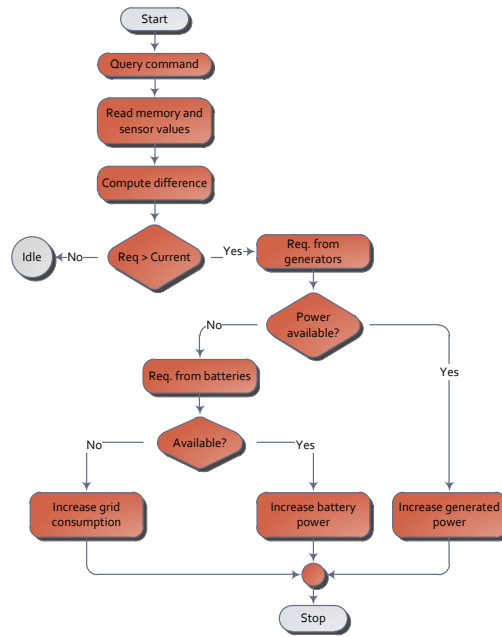 Start
Query command
Read memory and
sensor values
Compute difference
Idle
No
Req > Current
Yes
Req. from
generators
Power
available?
No
Yes
Req. from batteries
Available?
No
Yes
Increase grid
consumption
Increase battery
power
Increase generated
power
Stop